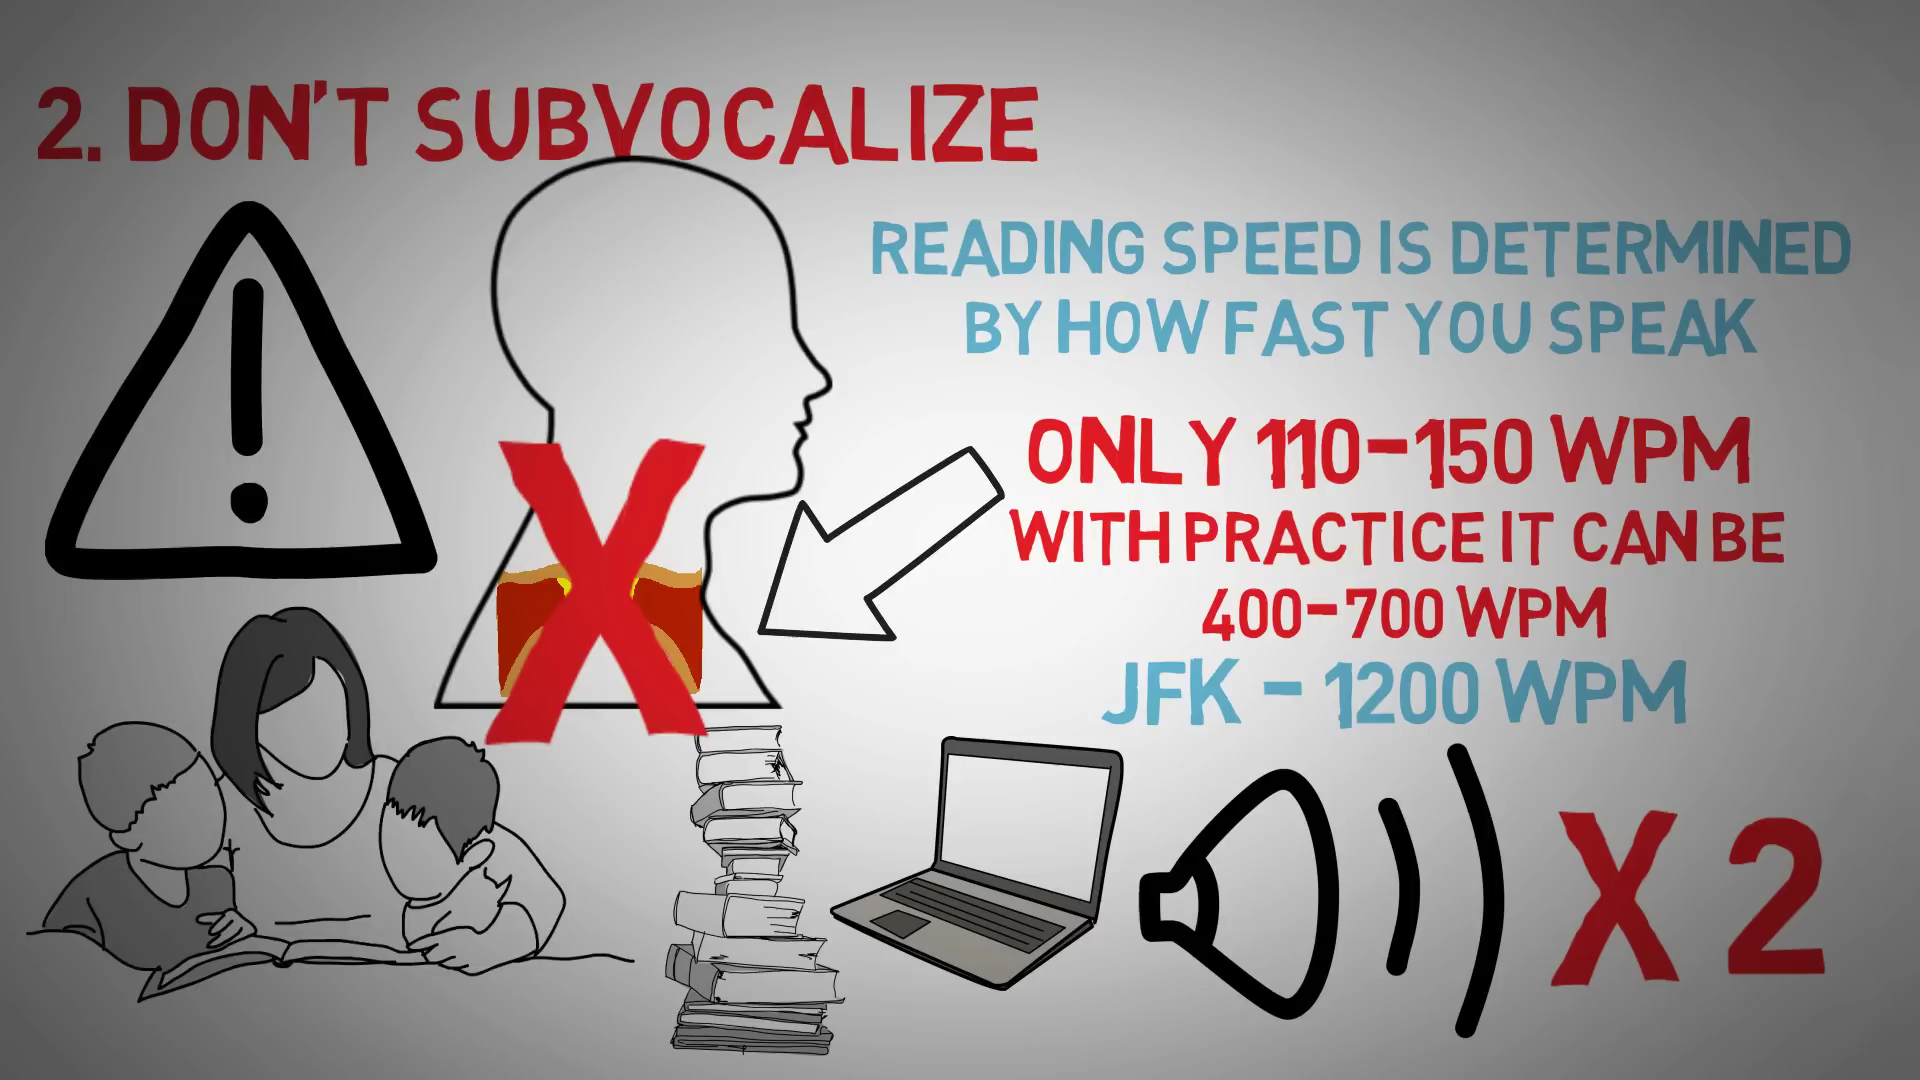 2. DON'T SUBVOCALIZE
READING SPEED IS DETERMINED
BY HOW FAST YOU SPEAK
ONLY 110-150 WPM
WITH PRACTICE IT CAN BE
400-700 WPM
JFK - 1200 WPM
X 2